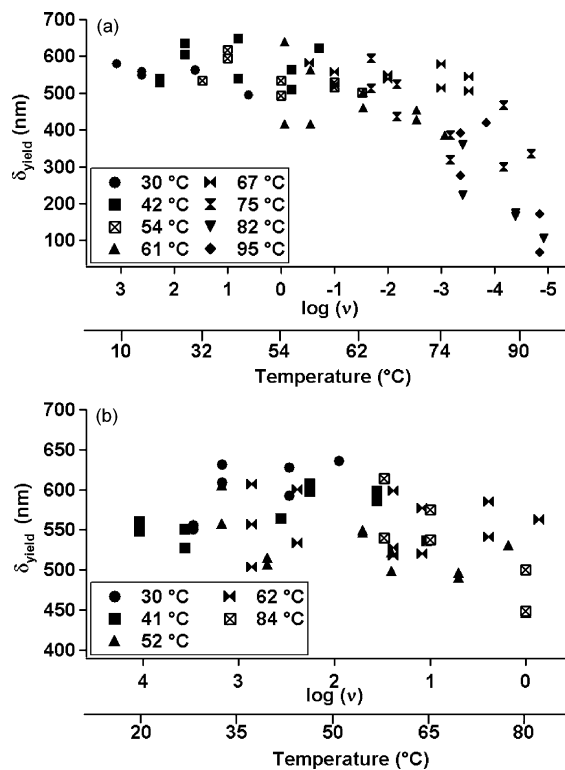 (a)
700
600
500
400
300
200
100
δyield (nm)
30 °C 67 °C
42 °C 75 °C
54 °C 82 °C
61 °C 95 °C
3 2 1 0 -1 -2 -3 -4 -5
log (ν)
10 32 54 62 74 90
Temperature (°C)
(b)
700
650
600
550
500
450
400
δyield (nm)
30 °C 62 °C
41 °C 84 °C
52 °C
4 3 2 1 0
log (ν)
20 35 50 65 80
Temperature (°C)